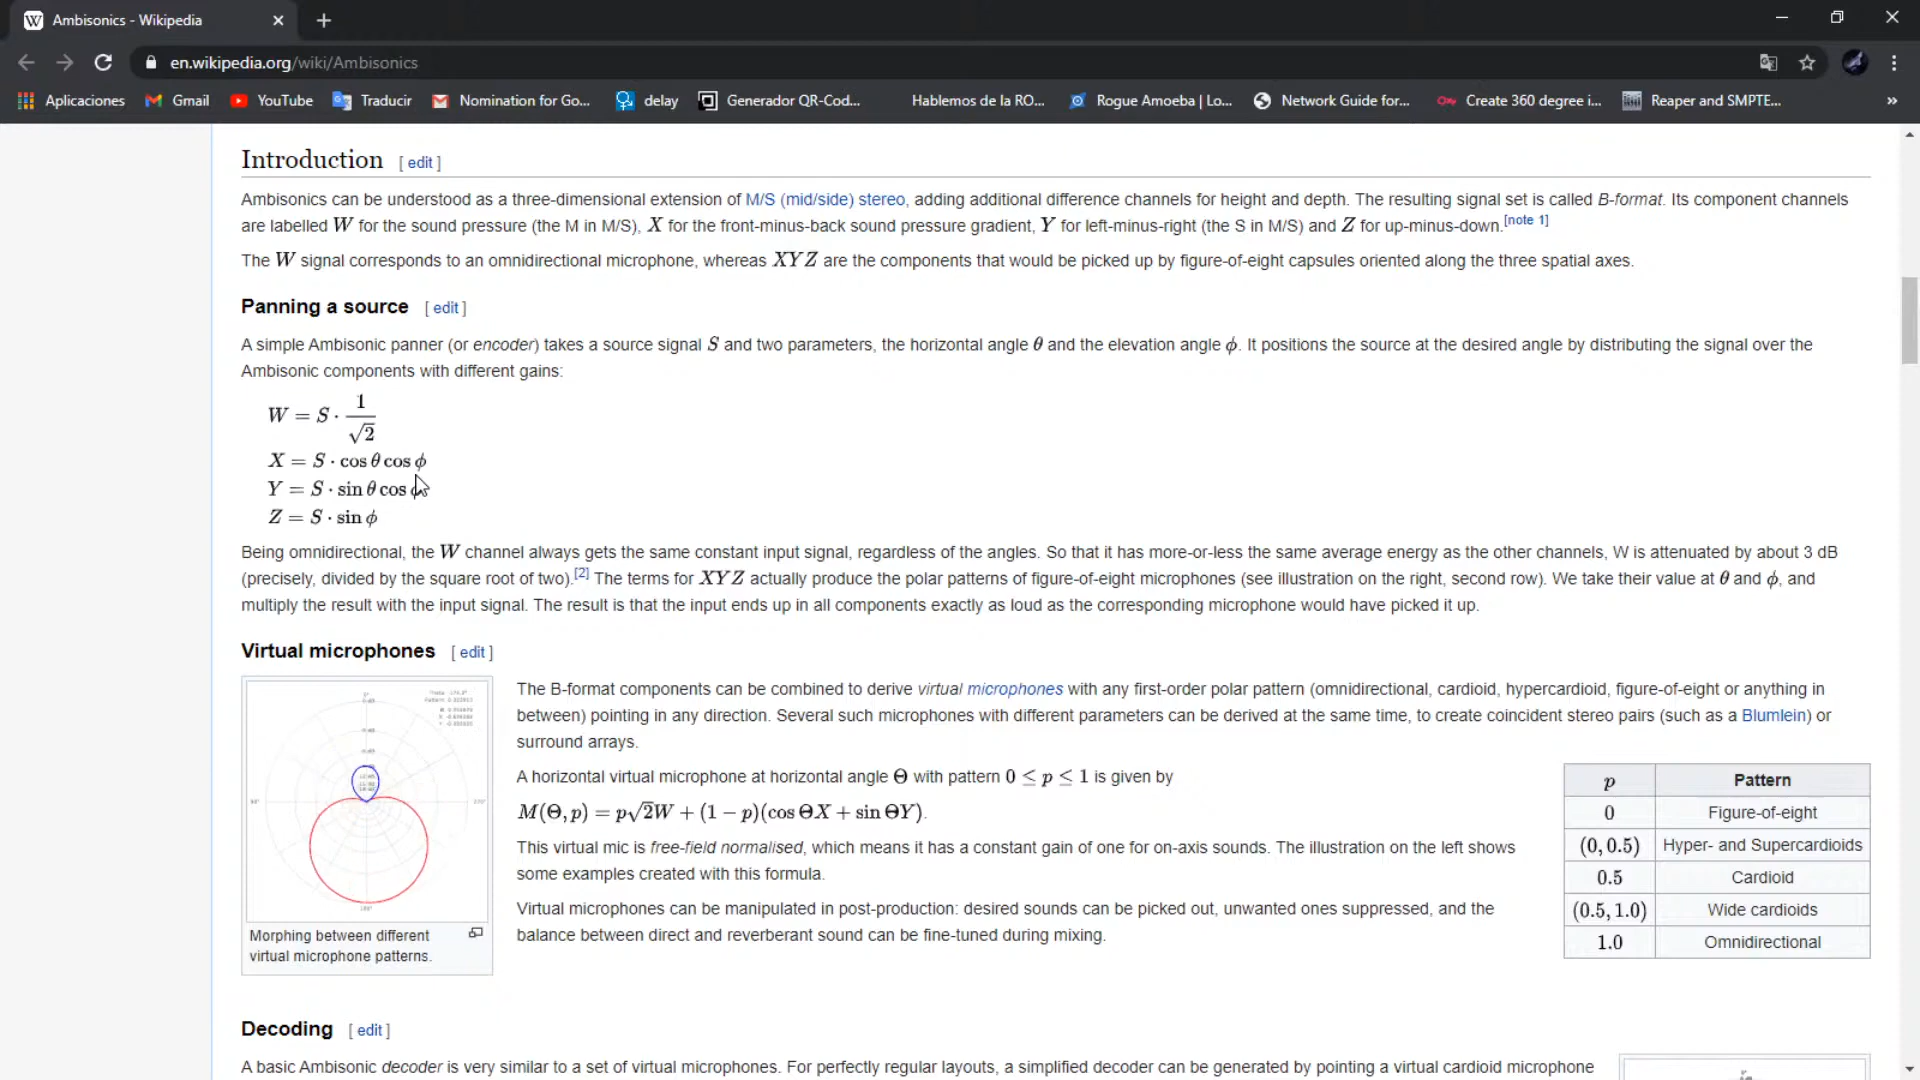 Ambisonics - Wikipedia
en.wikipedia.org/wiki/Ambisonics
Aplicaciones Gmail YouTube Traducir Nomination for Go... delay Generador QR-Cod... Hablemos de la RO... Rogue Amoeba | Lo... Network Guide for... Create 360 degree i... Reaper and SMPTE... »
Introduction [ edit ]
Ambisonics can be understood as a three-dimensional extension of M/S (mid/side) stereo, adding additional difference channels for height and depth. The resulting signal set is called B-format. Its component channels
are labelled W for the sound pressure (the M in M/S), X for the front-minus-back sound pressure gradient, Y for left-minus-right (the S in M/S) and Z for up-minus-down.[note 1]
The W signal corresponds to an omnidirectional microphone, whereas XYZ are the components that would be picked up by figure-of-eight capsules oriented along the three spatial axes.
Panning a source [ edit ]
A simple Ambisonic panner (or encoder) takes a source signal S and two parameters, the horizontal angle θ and the elevation angle ϕ. It positions the source at the desired angle by distributing the signal over the
Ambisonic components with different gains:
W = S · 1/√2
X = S · cos θ cos ϕ
Y = S · sin θ cos ϕ
Z = S · sin ϕ
Being omnidirectional, the W channel always gets the same constant input signal, regardless of the angles. So that it has more-or-less the same average energy as the other channels, W is attenuated by about 3 dB
(precisely, divided by the square root of two).[2] The terms for XYZ actually produce the polar patterns of figure-of-eight microphones (see illustration on the right, second row). We take their value at θ and ϕ, and
multiply the result with the input signal. The result is that the input ends up in all components exactly as loud as the corresponding microphone would have picked it up.
Virtual microphones [ edit ]
The B-format components can be combined to derive virtual microphones with any first-order polar pattern (omnidirectional, cardioid, hypercardioid, figure-of-eight or anything in
between) pointing in any direction. Several such microphones with different parameters can be derived at the same time, to create coincident stereo pairs (such as a Blumlein) or
surround arrays.
A horizontal virtual microphone at horizontal angle Θ with pattern 0 ≤ p ≤ 1 is given by
M(Θ, p) = p√2W + (1 − p)(cos ΘX + sin ΘY).
This virtual mic is free-field normalised, which means it has a constant gain of one for on-axis sounds. The illustration on the left shows
some examples created with this formula.
Virtual microphones can be manipulated in post-production: desired sounds can be picked out, unwanted ones suppressed, and the
balance between direct and reverberant sound can be fine-tuned during mixing.
p Pattern
0 Figure-of-eight
(0, 0.5) Hyper- and Supercardioids
0.5 Cardioid
(0.5, 1.0) Wide cardioids
1.0 Omnidirectional
Morphing between different
virtual microphone patterns.
Decoding [ edit ]
A basic Ambisonic decoder is very similar to a set of virtual microphones. For perfectly regular layouts, a simplified decoder can be generated by pointing a virtual cardioid microphone